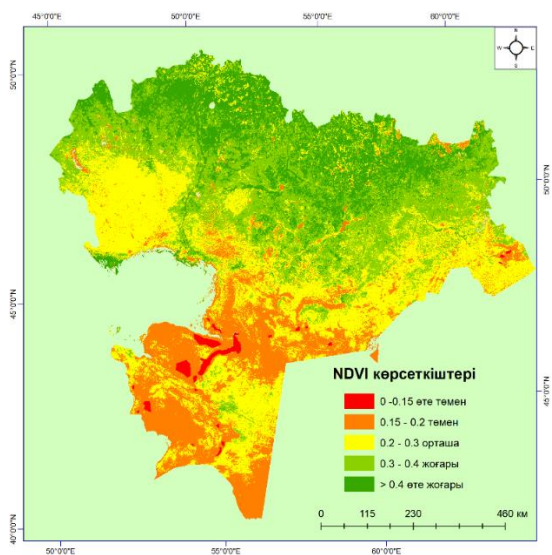 45°0'0"E 50°0'0"E 55°0'0"E 60°0'0"E
N
W E
S
50°0'0"N
50°0'0"N
45°0'0"N
45°0'0"N
40°0'0"N
NDVI көрсеткіштері
0 -0.15 өте төмен
0.15 - 0.2 төмен
0.2 - 0.3 орташа
0.3 - 0.4 жоғары
> 0.4 өте жоғары
0 115 230 460 км
50°0'0"E 55°0'0"E 60°0'0"E